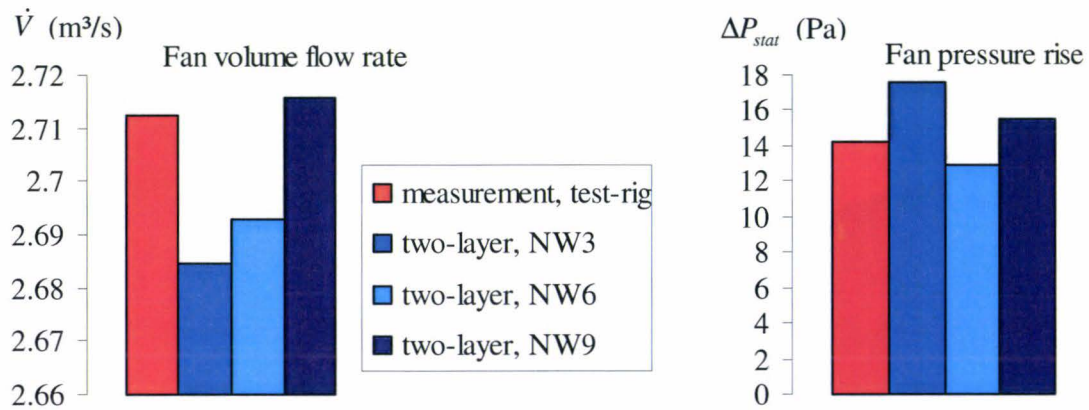 V̇ (m³/s)
Fan volume flow rate
2.72
2.71
2.7
2.69
2.68
2.67
2.66
measurement, test-rig
two-layer, NW3
two-layer, NW6
two-layer, NW9
ΔPstat (Pa)
Fan pressure rise
18
16
14
12
10
8
6
4
2
0